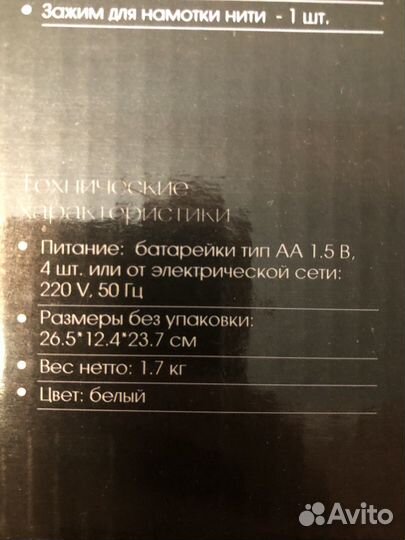 • Зажим для намотки нити - 1 шт.
Технические
характеристики
• Питание: батарейки тип АА 1.5 В,
4 шт. или от электрической сети:
220 V, 50 Гц
• Размеры без упаковки:
26.5*12.4*23.7 см
• Вес нетто: 1.7 кг
• Цвет: белый
Avito